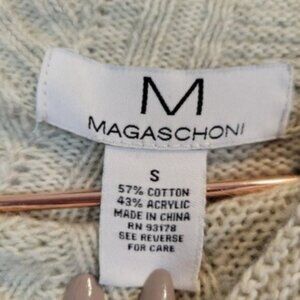 M
MAGASCHONI
S
57% COTTON
43% ACRYLIC
MADE IN CHINA
RN 93178
SEE REVERSE
FOR CARE